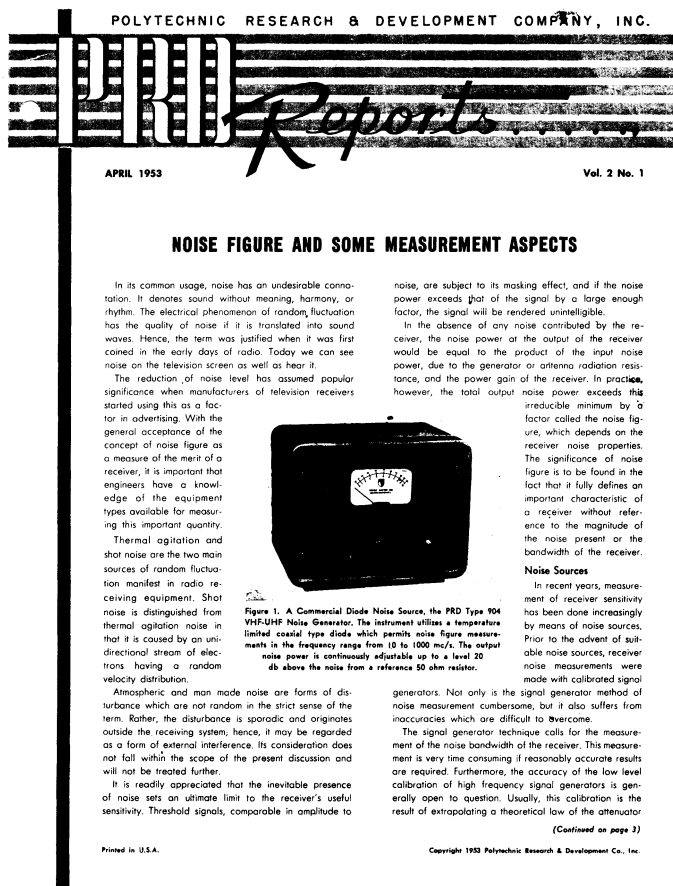 POLYTECHNIC RESEARCH & DEVELOPMENT COMPANY, INC.
PRD
Reports.....,,
APRIL 1953
Vol. 2 No. 1
NOISE FIGURE AND SOME MEASUREMENT ASPECTS
In its common usage, noise has an undesirable conno-
tation. It denotes sound without meaning, harmony, or
rhythm. The electrical phenomenon of random fluctuation
has the quality of noise if it is translated into sound
waves. Hence, the term was justified when it was first
coined in the early days of radio. Today we can see
noise on the television screen as well as hear it.
The reduction of noise level has assumed popular
significance when manufacturers of television receivers
started using this as a fac-
tor in advertising. With the
general acceptance of the
concept of noise figure as
a measure of the merit of a
receiver, it is important that
engineers have a knowl-
edge of the equipment
types available for measur-
ing this important quantity.
Thermal agitation and
shot noise are the two main
sources of random fluctua-
tion manifest in radio re-
ceiving equipment. Shot
noise is distinguished from
thermal agitation noise in
that it is caused by an uni-
directional stream of elec-
trons having a random
velocity distribution.
Atmospheric and man made noise are forms of dis-
turbance which are not random in the strict sense of the
term. Rather, the disturbance is sporadic and originates
outside the receiving system; hence, it may be regarded
as a form of external interference. Its consideration does
not fall within the scope of the present discussion and
will not be treated further.
It is readily appreciated that the inevitable presence
of noise sets an ultimate limit to the receiver's useful
sensitivity. Threshold signals, comparable in amplitude to
Figure 1. A Commercial Diode Noise Source, the PRD Type 904
VHF-UHF Noise Generator. The instrument utilizes a temperature
limited coaxial type diode which permits noise figure measure-
ments in the frequency range from 10 to 1000 mc/s. The output
noise power is continuously adjustable up to a level 20
db above the noise from a reference 50 ohm resistor.
noise, are subject to its masking effect, and if the noise
power exceeds that of the signal by a large enough
factor, the signal will be rendered unintelligible.
In the absence of any noise contributed by the re-
ceiver, the noise power at the output of the receiver
would be equal to the product of the input noise
power, due to the generator or antenna radiation resis-
tance, and the power gain of the receiver. In practice,
however, the total output noise power exceeds this
irreducible minimum by a
factor called the noise fig-
ure, which depends on the
receiver noise properties.
The significance of noise
figure is to be found in the
fact that it fully defines an
important characteristic of
a receiver without refer-
ence to the magnitude of
the noise present or the
bandwidth of the receiver.
Noise Sources
In recent years, measure-
ment of receiver sensitivity
has been done increasingly
by means of noise sources.
Prior to the advent of suit-
able noise sources, receiver
noise measurements were
made with calibrated signal
generators. Not only is the signal generator method of
noise measurement cumbersome, but it also suffers from
inaccuracies which are difficult to overcome.
The signal generator technique calls for the measure-
ment of the noise bandwidth of the receiver. This measure-
ment is very time consuming if reasonably accurate results
are required. Furthermore, the accuracy of the low level
calibration of high frequency signal generators is gen-
erally open to question. Usually, this calibration is the
result of extrapolating a theoretical law of the attenuator
(Continued on page 3)
Printed in U.S.A.
Copyright 1953 Polytechnic Research & Development Co., Inc.